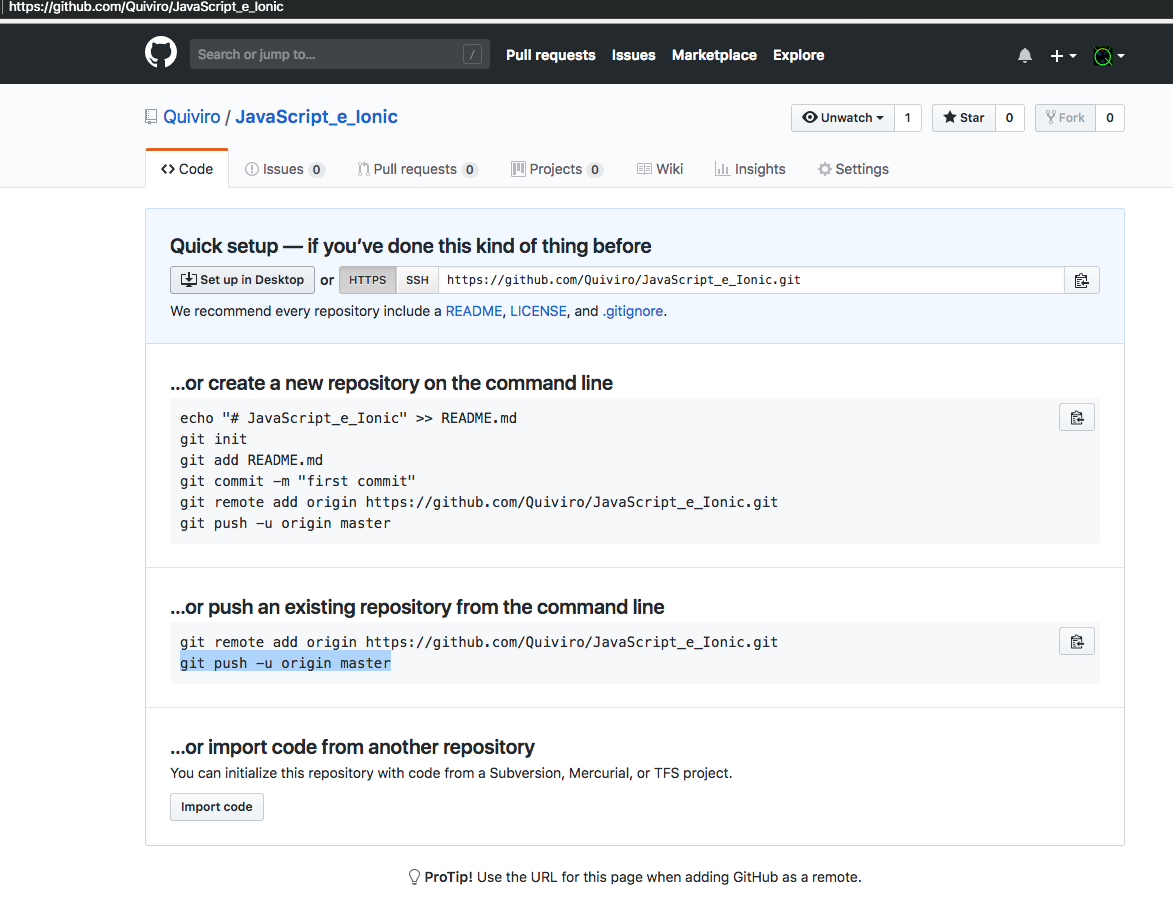 https://github.com/Quiviro/JavaScript_e_Ionic
Search or jump to... / Pull requests Issues Marketplace Explore
Quiviro / JavaScript_e_Ionic Unwatch 1 Star 0 Fork 0
<> Code Issues 0 Pull requests 0 Projects 0 Wiki Insights Settings
Quick setup — if you’ve done this kind of thing before
Set up in Desktop or HTTPS SSH https://github.com/Quiviro/JavaScript_e_Ionic.git
We recommend every repository include a README, LICENSE, and .gitignore.
…or create a new repository on the command line
echo "# JavaScript_e_Ionic" >> README.md
git init
git add README.md
git commit -m "first commit"
git remote add origin https://github.com/Quiviro/JavaScript_e_Ionic.git
git push -u origin master
…or push an existing repository from the command line
git remote add origin https://github.com/Quiviro/JavaScript_e_Ionic.git
git push -u origin master
…or import code from another repository
You can initialize this repository with code from a Subversion, Mercurial, or TFS project.
Import code
ProTip! Use the URL for this page when adding GitHub as a remote.